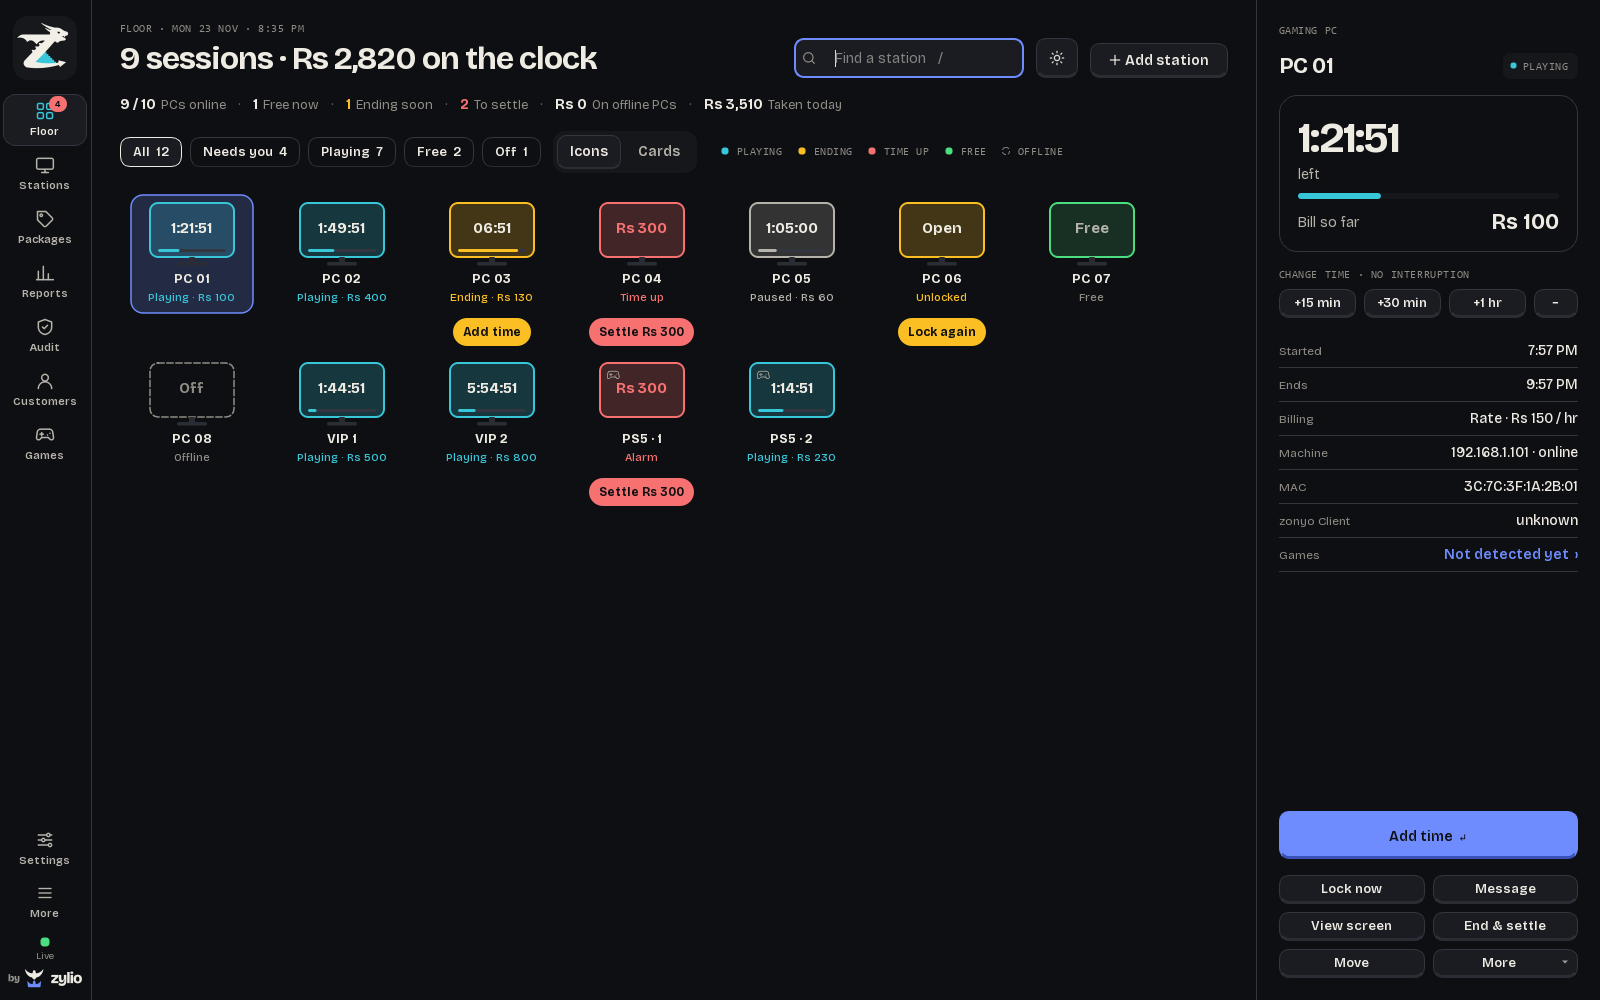 FLOOR · MON 23 NOV · 8:35 PM
9 sessions · Rs 2,820 on the clock
Find a station /
Add station
9 / 10 PCs online · 1 Free now · 1 Ending soon · 2 To settle · Rs 0 On offline PCs · Rs 3,510 Taken today
All 12
Needs you 4
Playing 7
Free 2
Off 1
Icons
Cards
PLAYING
ENDING
TIME UP
FREE
OFFLINE
4
Floor
Stations
Packages
Reports
Audit
Customers
Games
Settings
More
Live
by zylio
1:21:51
PC 01
Playing · Rs 100
1:49:51
PC 02
Playing · Rs 400
06:51
PC 03
Ending · Rs 130
Add time
Rs 300
PC 04
Time up
Settle Rs 300
1:05:00
PC 05
Paused · Rs 60
Open
PC 06
Unlocked
Lock again
Free
PC 07
Free
Off
PC 08
Offline
1:44:51
VIP 1
Playing · Rs 500
5:54:51
VIP 2
Playing · Rs 800
Rs 300
PS5 · 1
Alarm
Settle Rs 300
1:14:51
PS5 · 2
Playing · Rs 230
GAMING PC
PC 01
PLAYING
1:21:51
left
Bill so far Rs 100
CHANGE TIME · NO INTERRUPTION
+15 min
+30 min
+1 hr
−
Started 7:57 PM
Ends 9:57 PM
Billing Rate · Rs 150 / hr
Machine 192.168.1.101 · online
MAC 3C:7C:3F:1A:2B:01
zonyo Client unknown
Games Not detected yet ›
Add time ↵
Lock now
Message
View screen
End & settle
Move
More